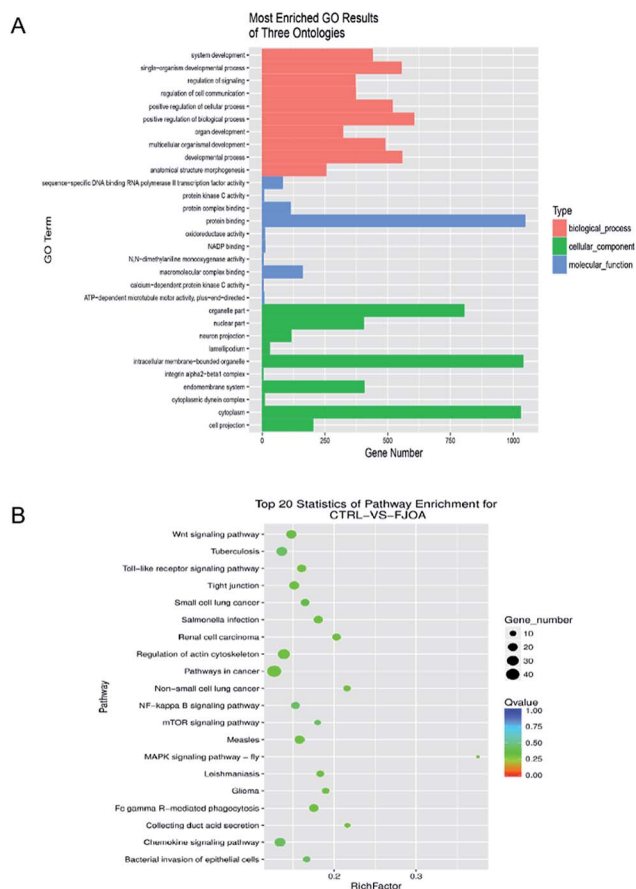 A
Most Enriched GO Results
of Three Ontologies
system development
single-organism developmental process
regulation of signaling
regulation of cell communication
positive regulation of cellular process
positive regulation of biological process
organ development
multicellular organismal development
developmental process
anatomical structure morphogenesis
sequence-specific DNA binding RNA polymerase II transcription factor activity
protein kinase C activity
protein complex binding
protein binding
oxidoreductase activity
NADP binding
N,N-dimethylaniline monooxygenase activity
macromolecular complex binding
calcium-dependent protein kinase C activity
ATP-dependent microtubule motor activity, plus-end-directed
organelle part
nuclear part
neuron projection
lamellipodium
intracellular membrane-bounded organelle
integrin alpha2-beta1 complex
endomembrane system
cytoplasmic dynein complex
cytoplasm
cell projection
GO Term
0 250 500 750 1000
Gene Number
Type
biological_process
cellular_component
molecular_function
B
Top 20 Statistics of Pathway Enrichment for
CTRL-VS-FJOA
Wnt signaling pathway
Tuberculosis
Toll-like receptor signaling pathway
Tight junction
Small cell lung cancer
Salmonella infection
Renal cell carcinoma
Regulation of actin cytoskeleton
Pathways in cancer
Non-small cell lung cancer
NF-kappa B signaling pathway
mTOR signaling pathway
Measles
MAPK signaling pathway - fly
Leishmaniasis
Glioma
Fc gamma R-mediated phagocytosis
Collecting duct acid secretion
Chemokine signaling pathway
Bacterial invasion of epithelial cells
Pathway
0.2 0.3
RichFactor
Gene_number
10
20
30
40
Qvalue
1.00
0.75
0.50
0.25
0.00